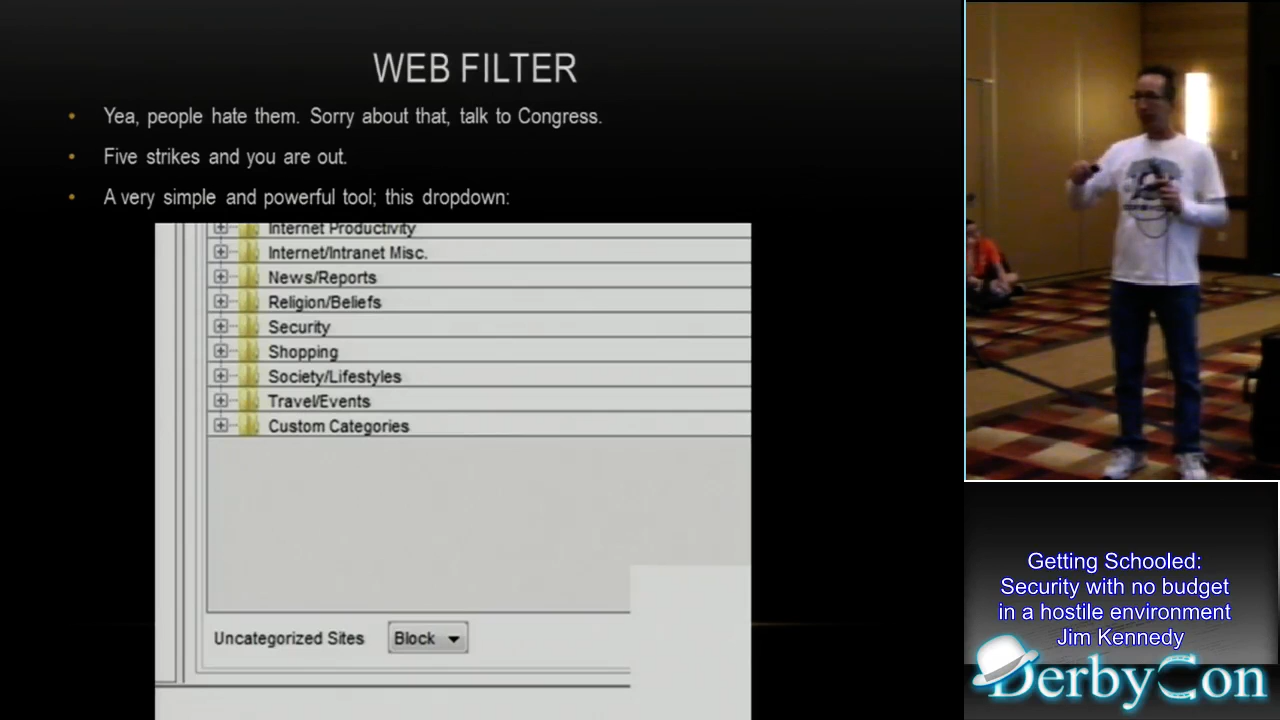 WEB FILTER
• Yea, people hate them. Sorry about that, talk to Congress.
• Five strikes and you are out.
• A very simple and powerful tool; this dropdown:
Internet Productivity
Internet/Intranet Misc.
News/Reports
Religion/Beliefs
Security
Shopping
Society/Lifestyles
Travel/Events
Custom Categories
Uncategorized Sites Block
Getting Schooled:
Security with no budget
in a hostile environment
Jim Kennedy
DerbyCon